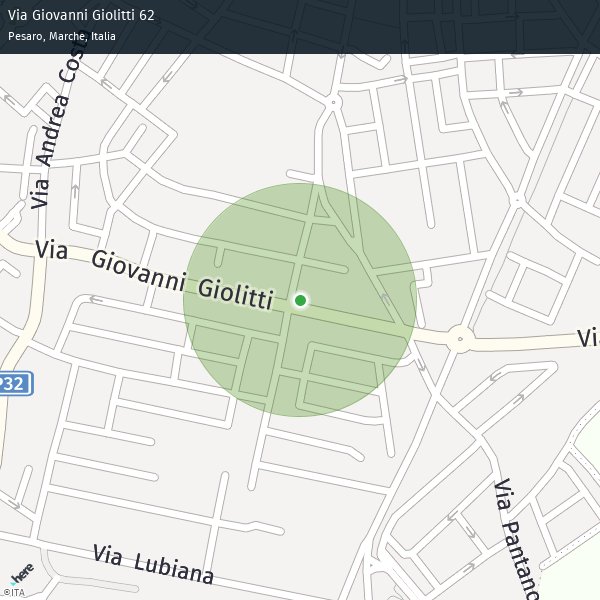 Via Giovanni Giolitti 62
Pesaro, Marche, Italia
Via Andrea Cost
Via Giovanni Giolitti
Via
P32
Via Pantano
Via Lubiana
here
©ITA